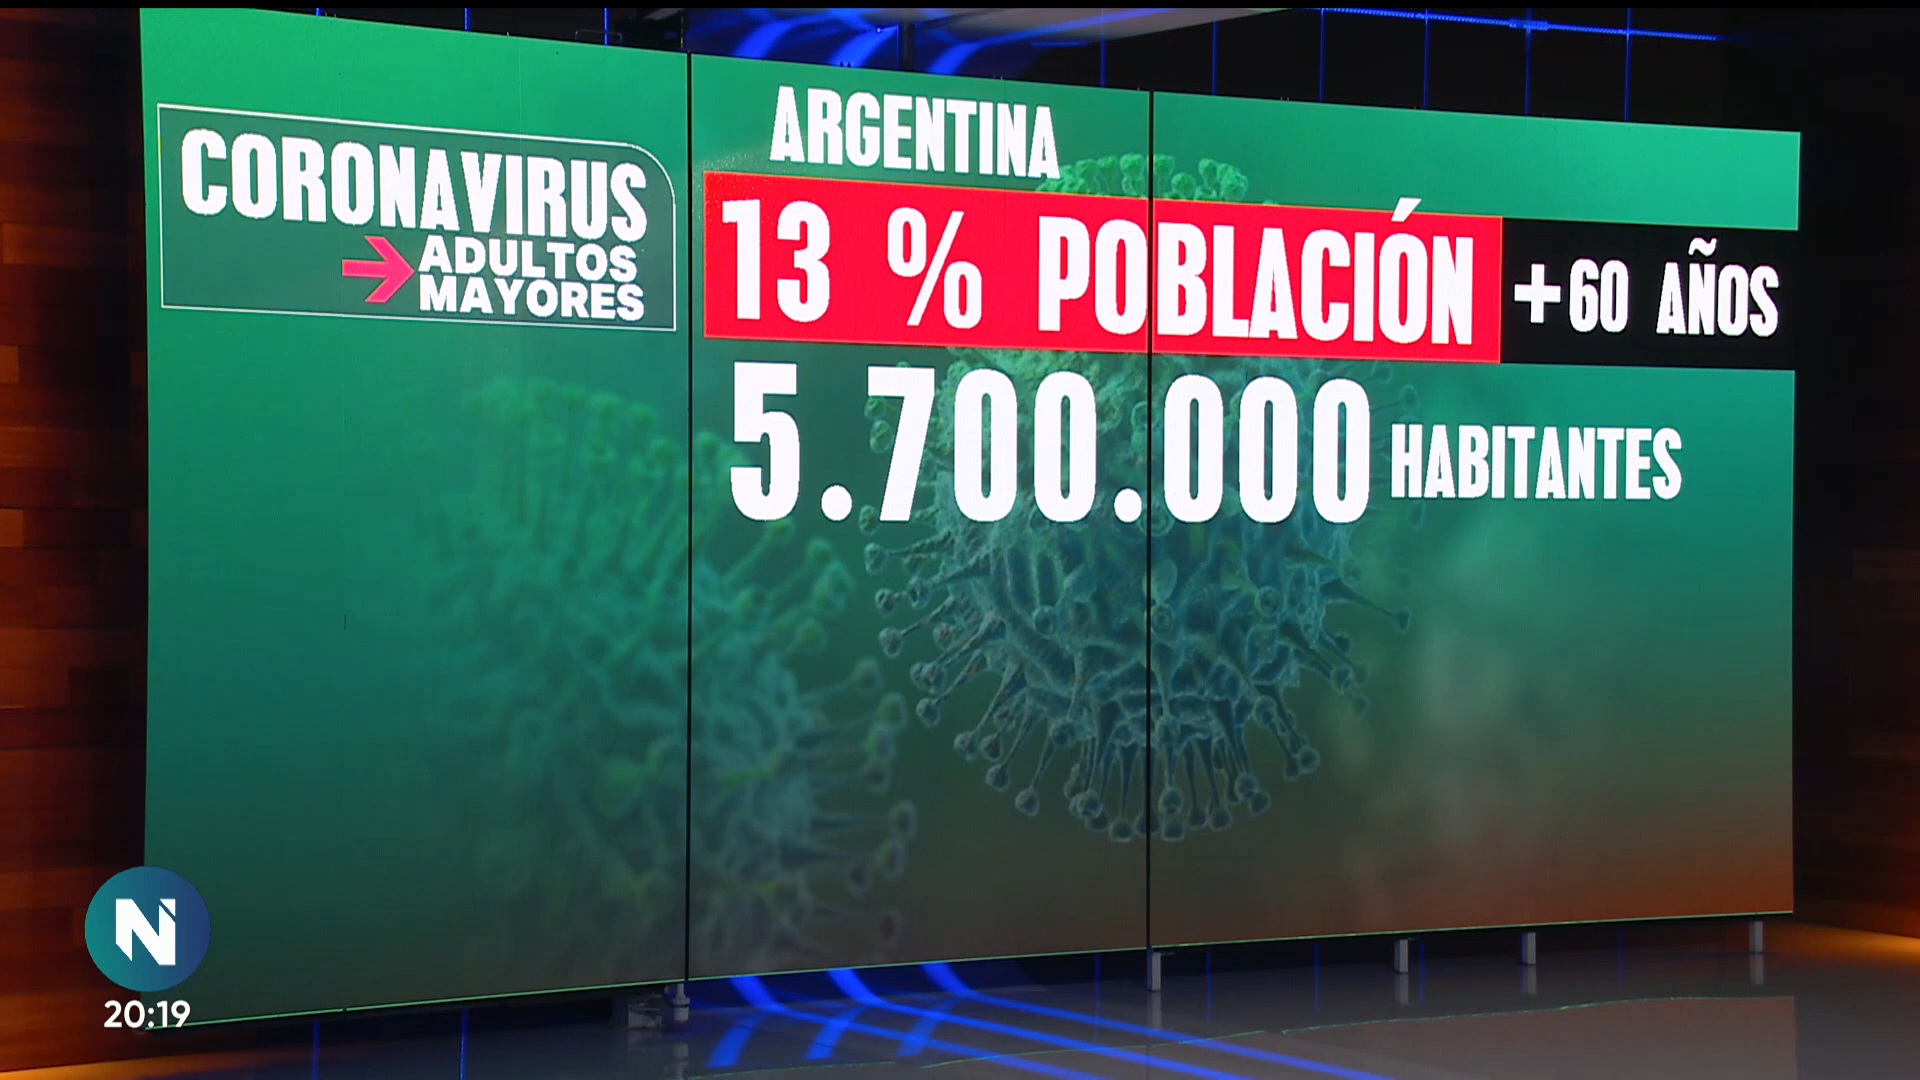 CORONAVIRUS
ADULTOS
MAYORES
ARGENTINA
13 % POBLACIÓN +60 AÑOS
5.700.000 HABITANTES
N
20:19